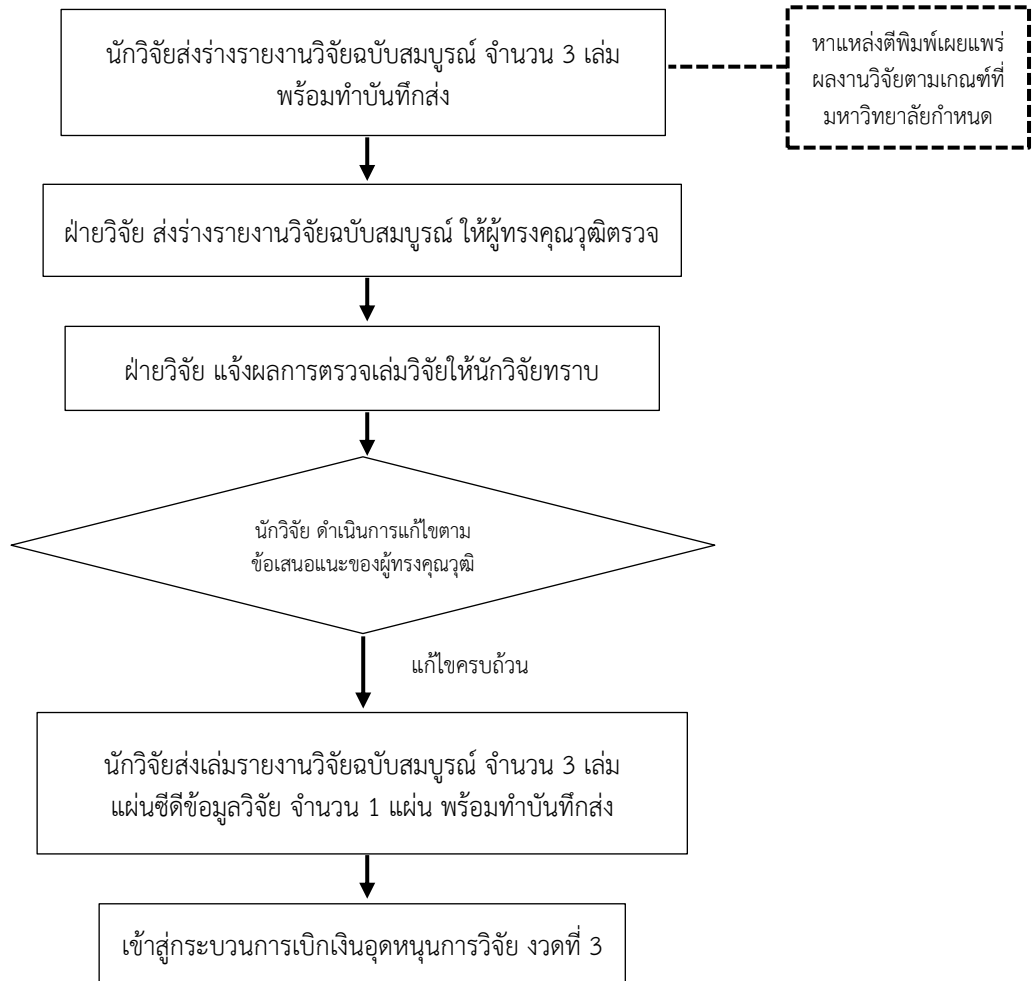 นักวิจัยส่งร่างรายงานวิจัยฉบับสมบูรณ์ จำนวน 3 เล่ม
พร้อมทำบันทึกส่ง
หาแหล่งตีพิมพ์เผยแพร่
ผลงานวิจัยตามเกณฑ์ที่
มหาวิทยาลัยกำหนด
ฝ่ายวิจัย ส่งร่างรายงานวิจัยฉบับสมบูรณ์ ให้ผู้ทรงคุณวุฒิตรวจ
ฝ่ายวิจัย แจ้งผลการตรวจเล่มวิจัยให้นักวิจัยทราบ
นักวิจัย ดำเนินการแก้ไขตาม
ข้อเสนอแนะของผู้ทรงคุณวุฒิ
แก้ไขครบถ้วน
นักวิจัยส่งเล่มรายงานวิจัยฉบับสมบูรณ์ จำนวน 3 เล่ม
แผ่นซีดีข้อมูลวิจัย จำนวน 1 แผ่น พร้อมทำบันทึกส่ง
เข้าสู่กระบวนการเบิกเงินอุดหนุนการวิจัย งวดที่ 3